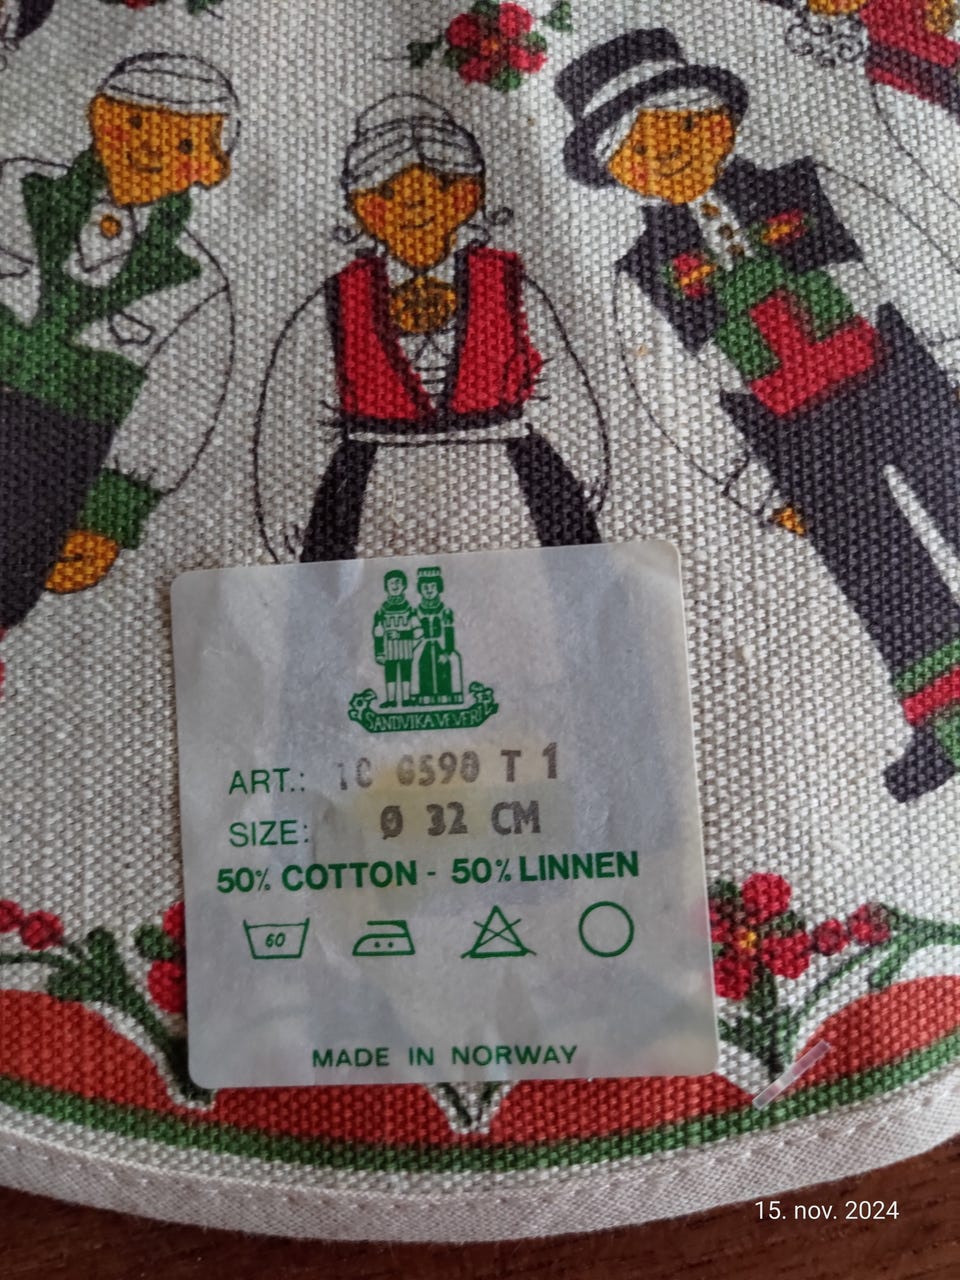 SANDVIKA VEVERI
ART.: 10 0590 T 1
SIZE: Ø 32 CM
50% COTTON - 50% LINNEN
60
MADE IN NORWAY
15. nov. 2024